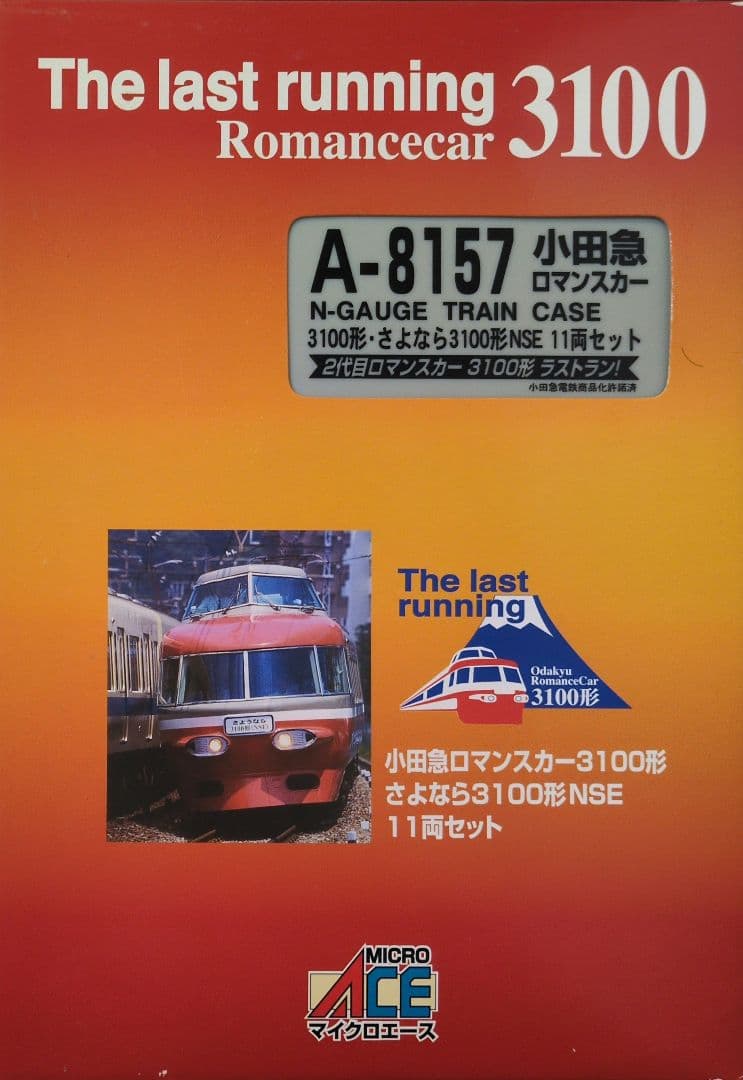 The last running
Romancecar 3100
A-8157 小田急
ロマンスカー
N-GAUGE TRAIN CASE
3100形・さよなら3100形NSE 11両セット
2代目ロマンスカー 3100形 ラストラン!
小田急電鉄商品化許諾済
The last
running
Odakyu
RomanceCar
3100形
さようなら
3100形(NSE)
小田急ロマンスカー3100形
さよなら3100形NSE
11両セット
MICRO
ACE
マイクロエース